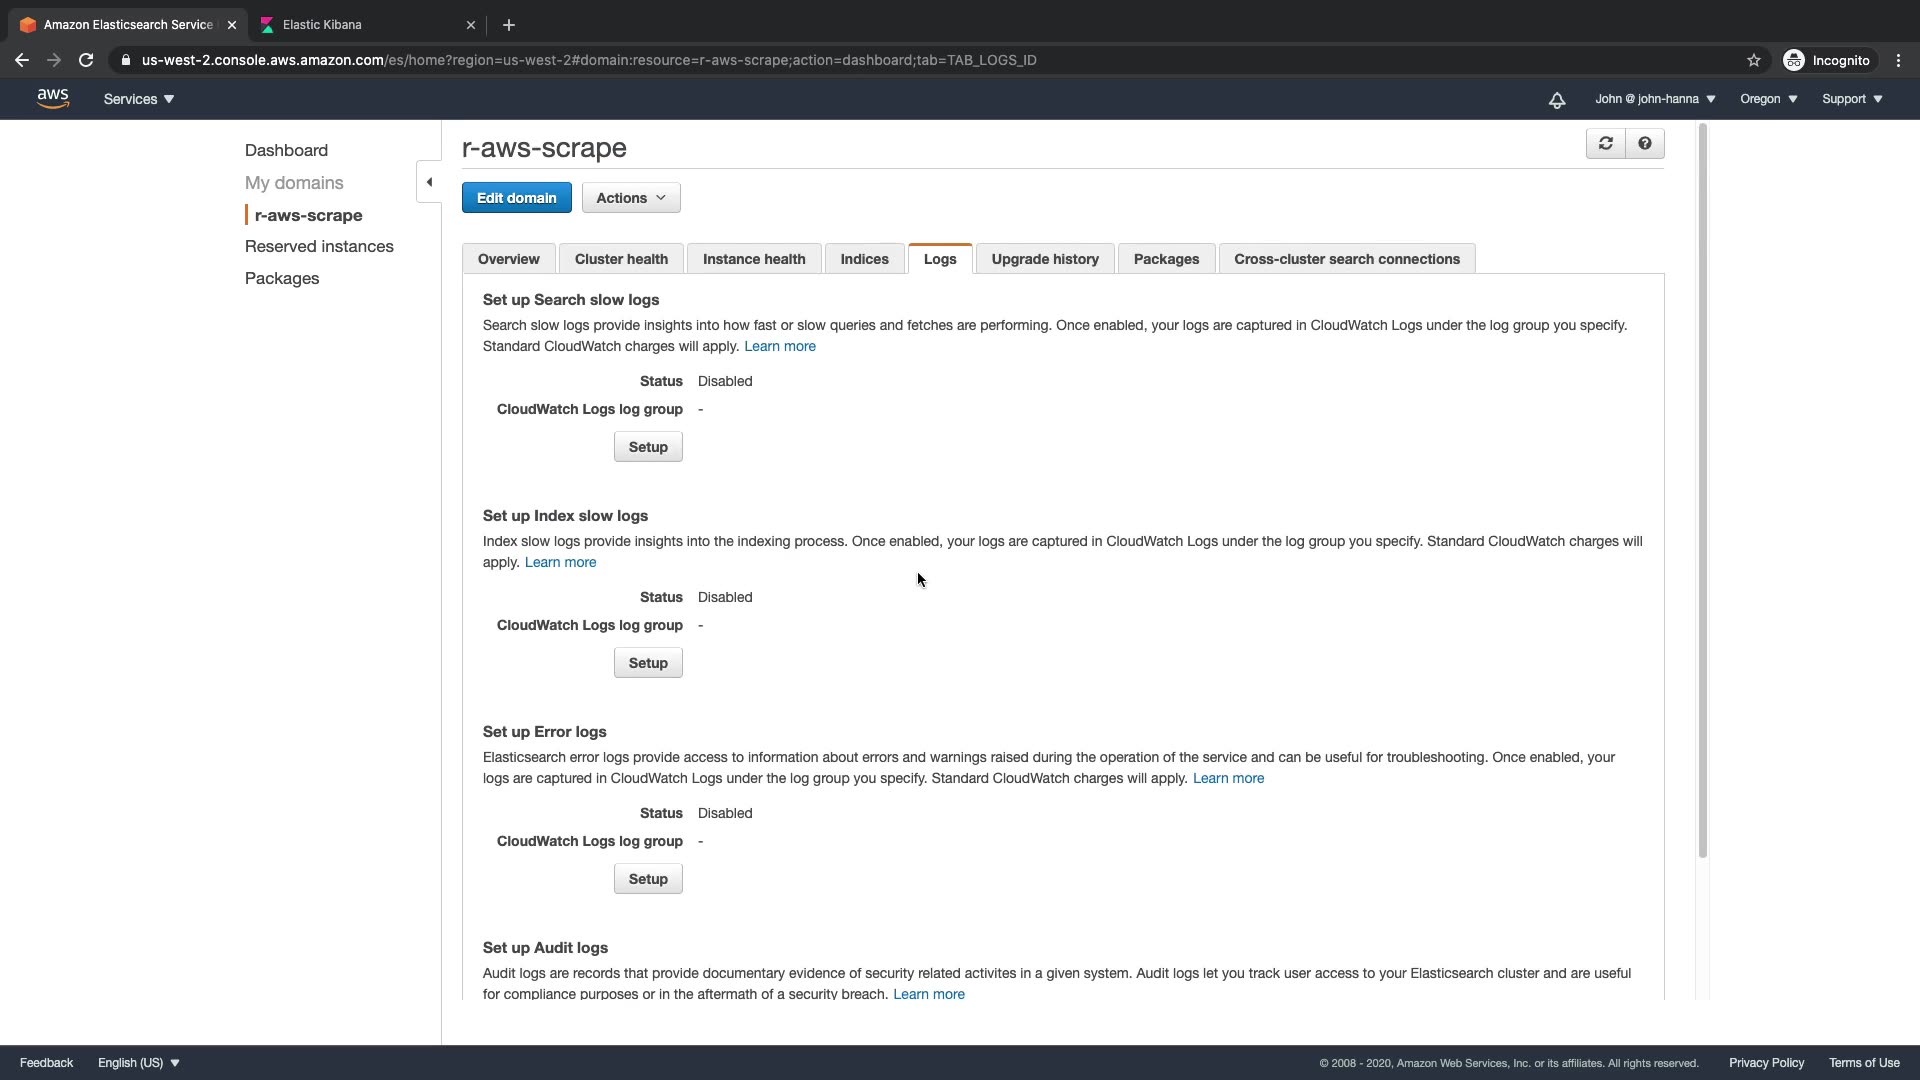 Amazon Elasticsearch Service
Elastic Kibana
us-west-2.console.aws.amazon.com/es/home?region=us-west-2#domain:resource=r-aws-scrape;action=dashboard;tab=TAB_LOGS_ID
Incognito
aws
Services
John @ john-hanna
Oregon
Support
Dashboard
My domains
r-aws-scrape
Reserved instances
Packages
r-aws-scrape
Edit domain
Actions
Overview
Cluster health
Instance health
Indices
Logs
Upgrade history
Packages
Cross-cluster search connections
Set up Search slow logs
Search slow logs provide insights into how fast or slow queries and fetches are performing. Once enabled, your logs are captured in CloudWatch Logs under the log group you specify.
Standard CloudWatch charges will apply. Learn more
Status Disabled
CloudWatch Logs log group -
Setup
Set up Index slow logs
Index slow logs provide insights into the indexing process. Once enabled, your logs are captured in CloudWatch Logs under the log group you specify. Standard CloudWatch charges will
apply. Learn more
Status Disabled
CloudWatch Logs log group -
Setup
Set up Error logs
Elasticsearch error logs provide access to information about errors and warnings raised during the operation of the service and can be useful for troubleshooting. Once enabled, your
logs are captured in CloudWatch Logs under the log group you specify. Standard CloudWatch charges will apply. Learn more
Status Disabled
CloudWatch Logs log group -
Setup
Set up Audit logs
Audit logs are records that provide documentary evidence of security related activites in a given system. Audit logs let you track user access to your Elasticsearch cluster and are useful
for compliance purposes or in the aftermath of a security breach. Learn more
Feedback
English (US)
© 2008 - 2020, Amazon Web Services, Inc. or its affiliates. All rights reserved.
Privacy Policy
Terms of Use